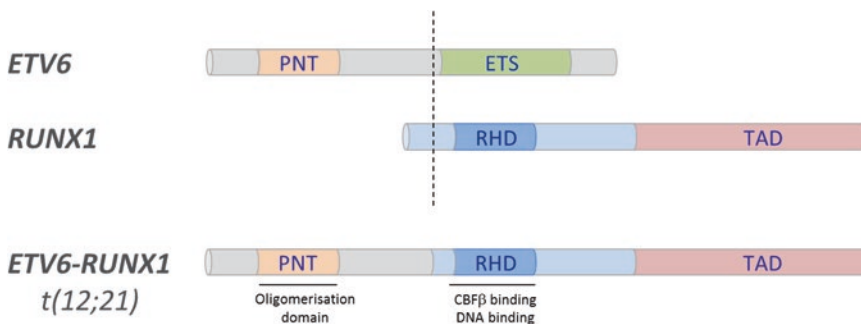 ETV6
PNT
ETS
RUNX1
RHD
TAD
ETV6-RUNX1
t(12;21)
PNT
RHD
TAD
Oligomerisation
domain
CBFβ binding
DNA binding